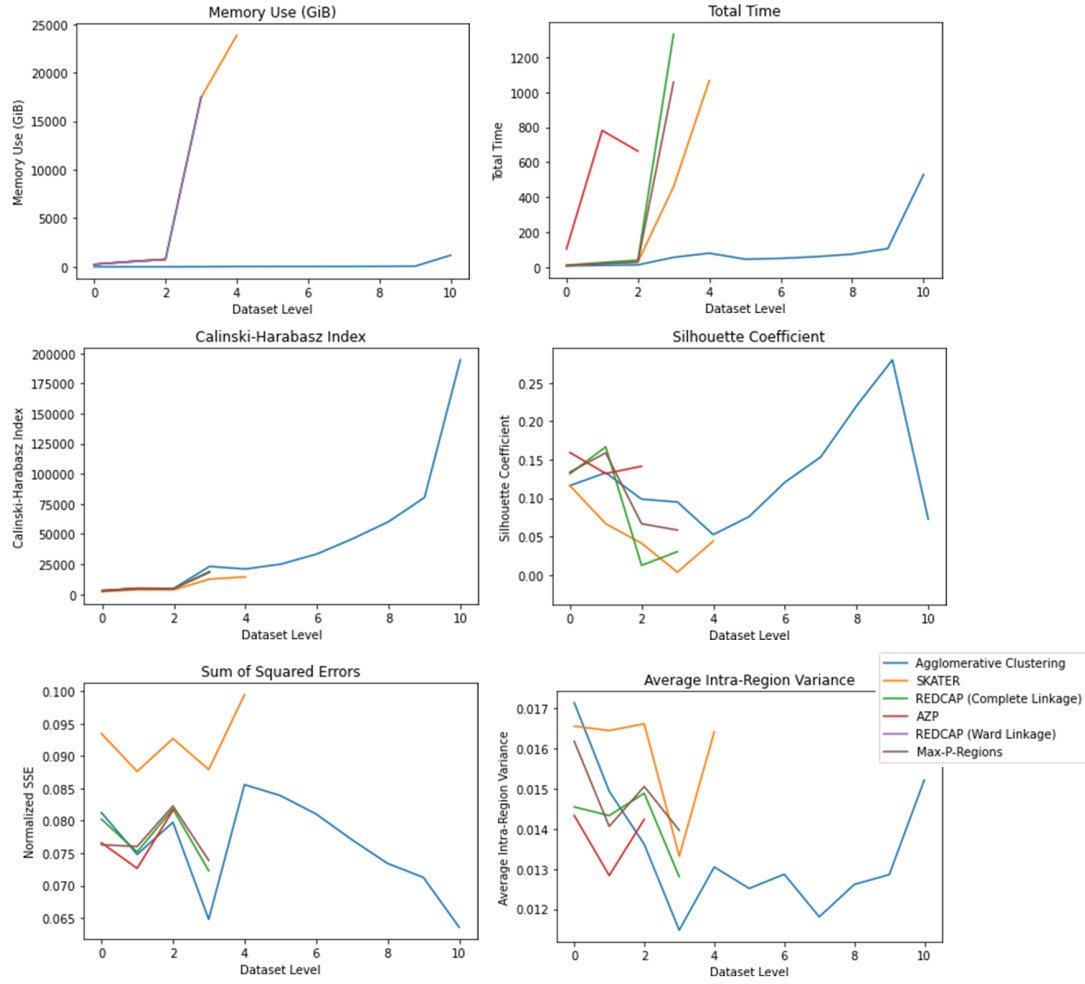 Memory Use (GiB)
25000
20000
15000
10000
5000
0
Memory Use (GiB)
0 2 4 6 8 10
Dataset Level
Total Time
1200
1000
800
600
400
200
0
Total Time
0 2 4 6 8 10
Dataset Level
Calinski-Harabasz Index
200000
175000
150000
125000
100000
75000
50000
25000
0
Calinski-Harabasz Index
0 2 4 6 8 10
Dataset Level
Silhouette Coefficient
0.25
0.20
0.15
0.10
0.05
0.00
Silhouette Coefficient
0 2 4 6 8 10
Dataset Level
Sum of Squared Errors
0.100
0.095
0.090
0.085
0.080
0.075
0.070
0.065
Normalized SSE
0 2 4 6 8 10
Dataset Level
Average Intra-Region Variance
0.017
0.016
0.015
0.014
0.013
0.012
Average Intra-Region Variance
0 2 4 6 8 10
Dataset Level
Agglomerative Clustering
SKATER
REDCAP (Complete Linkage)
AZP
REDCAP (Ward Linkage)
Max-P-Regions